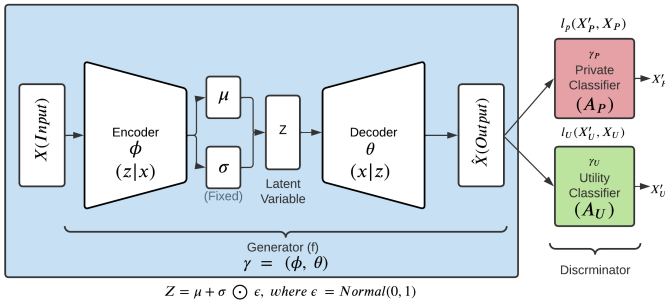 l_p(X'_P, X_P)
γ_P
Private
Classifier
(A_P)
X'_P
X(Input)
Encoder
ϕ
(z|x)
μ
σ
(Fixed)
Z
Latent
Variable
Decoder
θ
(x|z)
X̂(Output)
l_U(X'_U, X_U)
γ_U
Utility
Classifier
(A_U)
X'_U
Generator (f)
γ = (ϕ, θ)
Discrminator
Z = μ + σ ⊙ ϵ, where ϵ = Normal(0, 1)